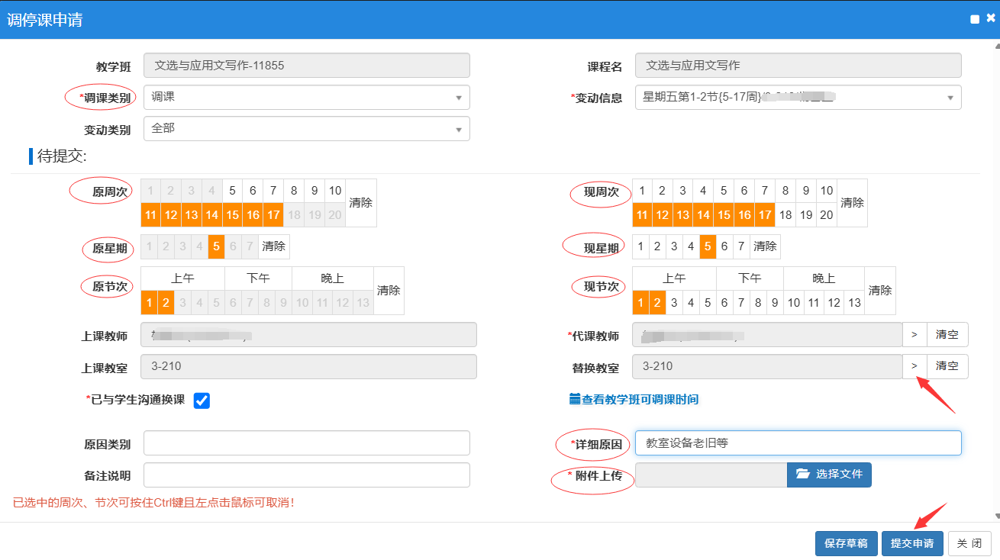 调停课申请
教学班 文选与应用文写作-11855 课程名 文选与应用文写作
*调课类别 调课 *变动信息 星期五第1-2节{5-17周}
变动类别 全部
待提交:
原周次 1 2 3 4 5 6 7 8 9 10 清除 现周次 1 2 3 4 5 6 7 8 9 10 清除
11 12 13 14 15 16 17 18 19 20 11 12 13 14 15 16 17 18 19 20
原星期 1 2 3 4 5 6 7 清除 现星期 1 2 3 4 5 6 7 清除
上午 下午 晚上 上午 下午 晚上
原节次 1 2 3 4 5 6 7 8 9 10 11 12 13 清除 现节次 1 2 3 4 5 6 7 8 9 10 11 12 13 清除
上课教师 *代课教师 > 清空
上课教室 3-210 替换教室 3-210 > 清空
*已与学生沟通换课 查看教学班可调课时间
原因类别 *详细原因 教室设备老旧等
备注说明 *附件上传 选择文件
已选中的周次、节次可按住Ctrl键且左点击鼠标可取消!
保存草稿 提交申请 关 闭